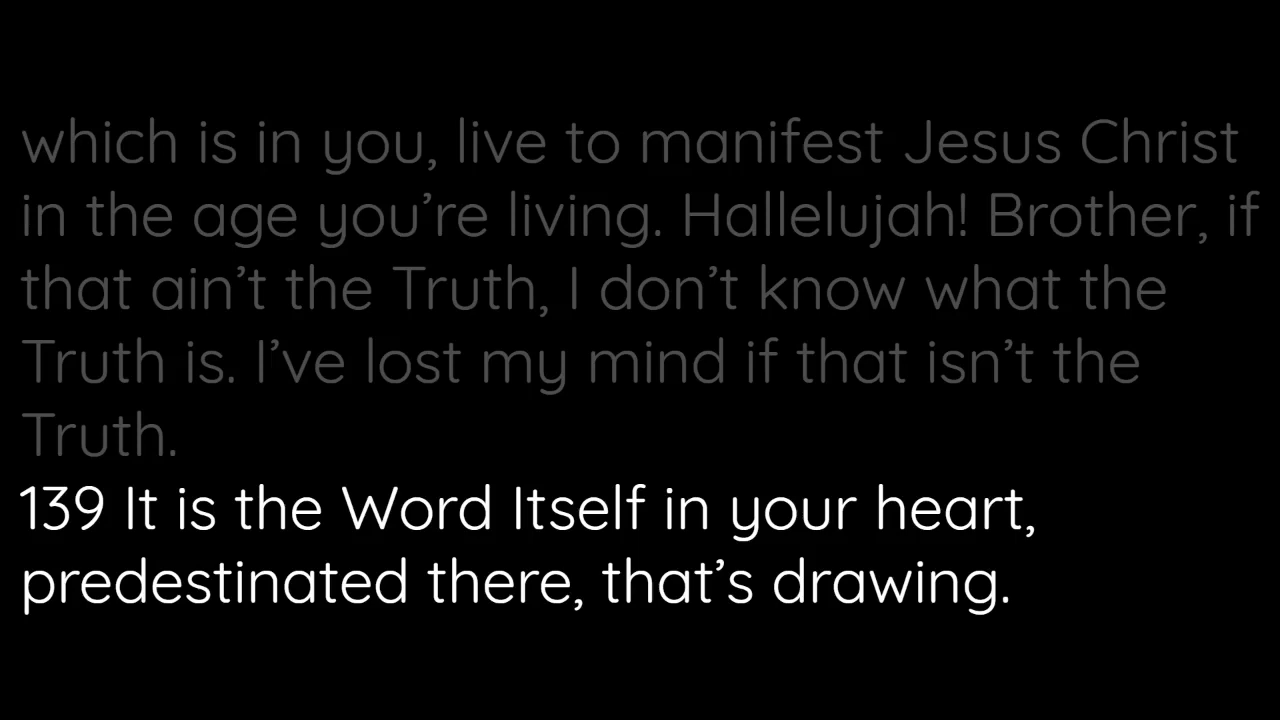 which is in you, live to manifest Jesus Christ
in the age you’re living. Hallelujah! Brother, if
that ain’t the Truth, I don’t know what the
Truth is. I’ve lost my mind if that isn’t the
Truth.
139 It is the Word Itself in your heart,
predestinated there, that’s drawing.